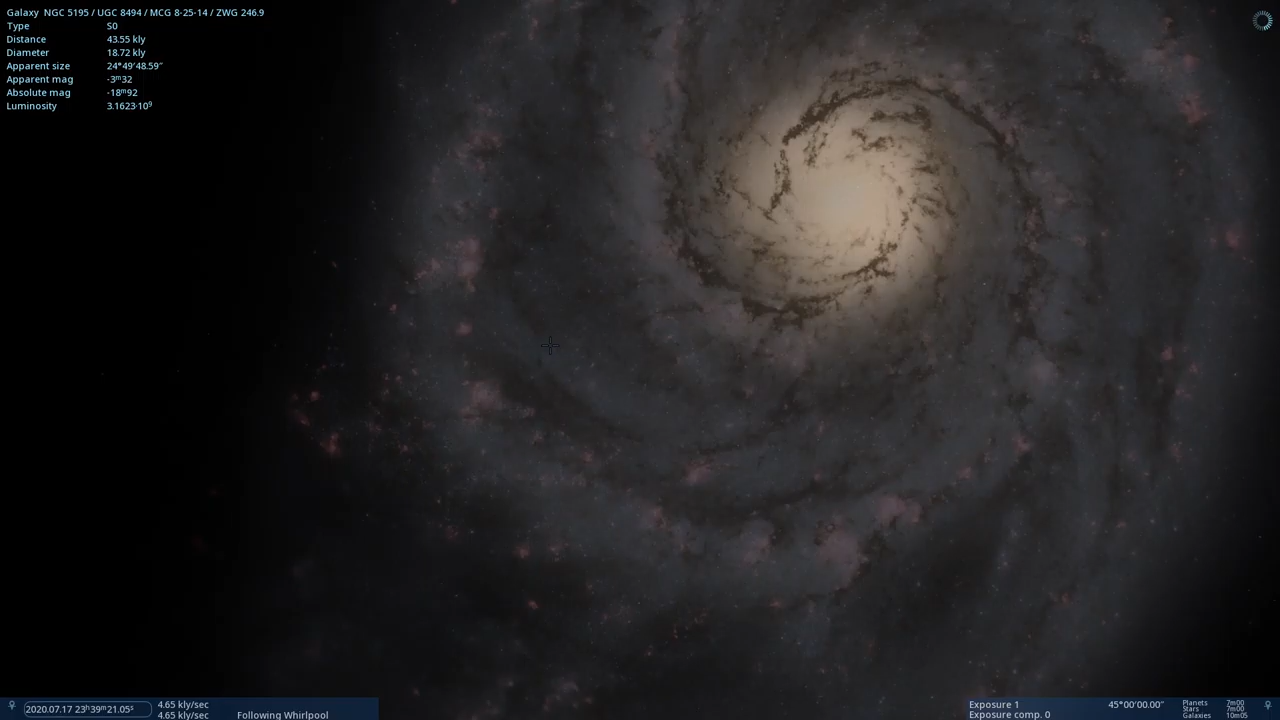 Galaxy NGC 5195 / UGC 8494 / MCG 8-25-14 / ZWG 246.9
Type S0
Distance 43.55 kly
Diameter 18.72 kly
Apparent size 24°49′48.59″
Apparent mag -3ᵐ32
Absolute mag -18ᵐ92
Luminosity 3.1623·10⁹
2020.07.17 23ʰ39ᵐ21.05ˢ
4.65 kly/sec
4.65 kly/sec Following Whirlpool
Exposure 1 45°00′00.00″
Exposure comp. 0
Planets 7m00
Stars 7m00
Galaxies 10m05